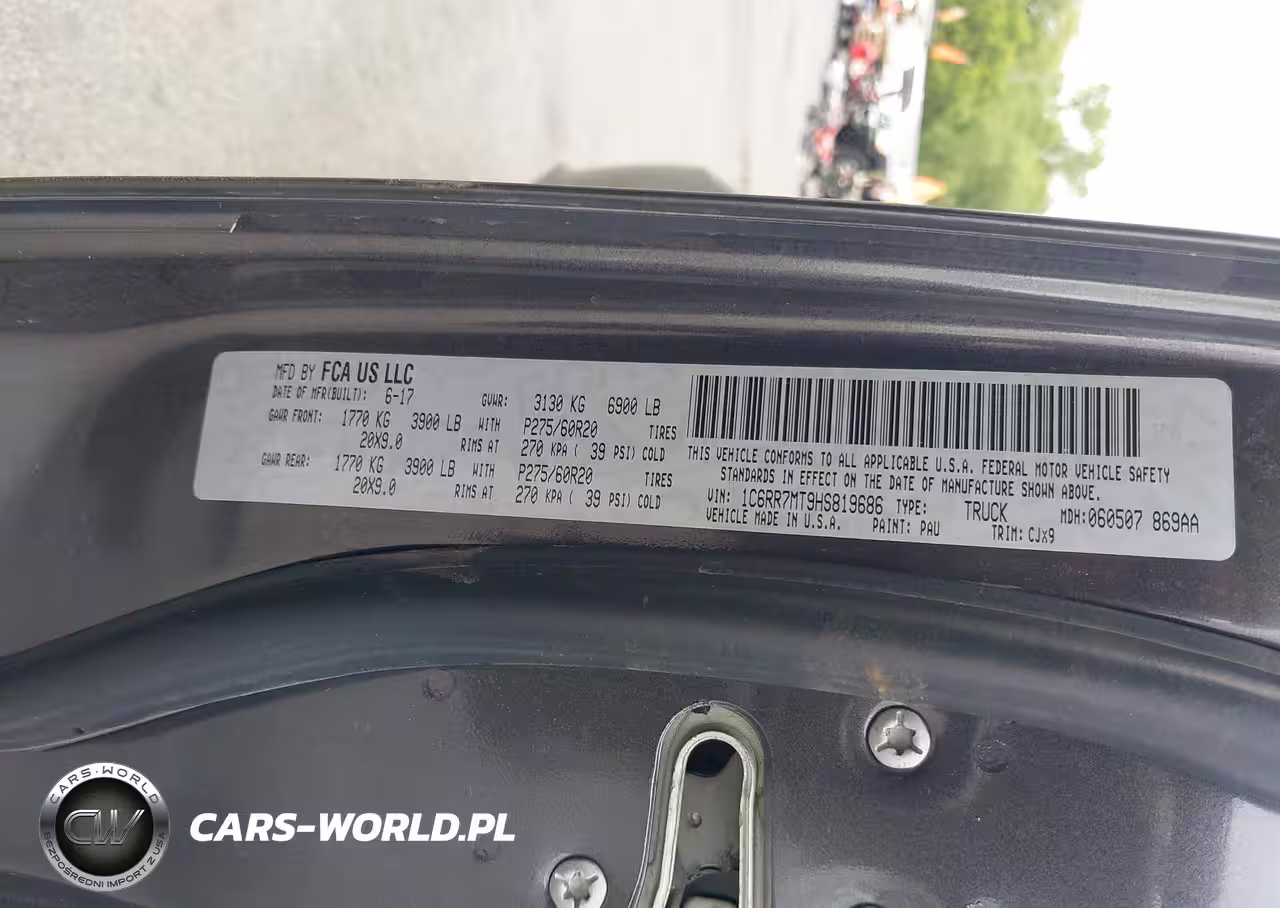 MFD BY FCA US LLC
DATE OF MFR(BUILT): 6-17 GVWR: 3130 KG 6900 LB
GAWR FRONT: 1770 KG 3900 LB WITH P275/60R20 TIRES
20X9.0 RIMS AT 270 KPA ( 39 PSI) COLD
GAWR REAR: 1770 KG 3900 LB WITH P275/60R20 TIRES
20X9.0 RIMS AT 270 KPA ( 39 PSI) COLD
THIS VEHICLE CONFORMS TO ALL APPLICABLE U.S.A. FEDERAL MOTOR VEHICLE SAFETY
STANDARDS IN EFFECT ON THE DATE OF MANUFACTURE SHOWN ABOVE.
VIN: 1C6RR7MT9HS819686 TYPE: TRUCK MDH:060507 869AA
VEHICLE MADE IN U.S.A. PAINT: PAU TRIM: CJX9
CARS-WORLD
CW
BEZPOŚREDNI IMPORT Z USA
CARS-WORLD.PL